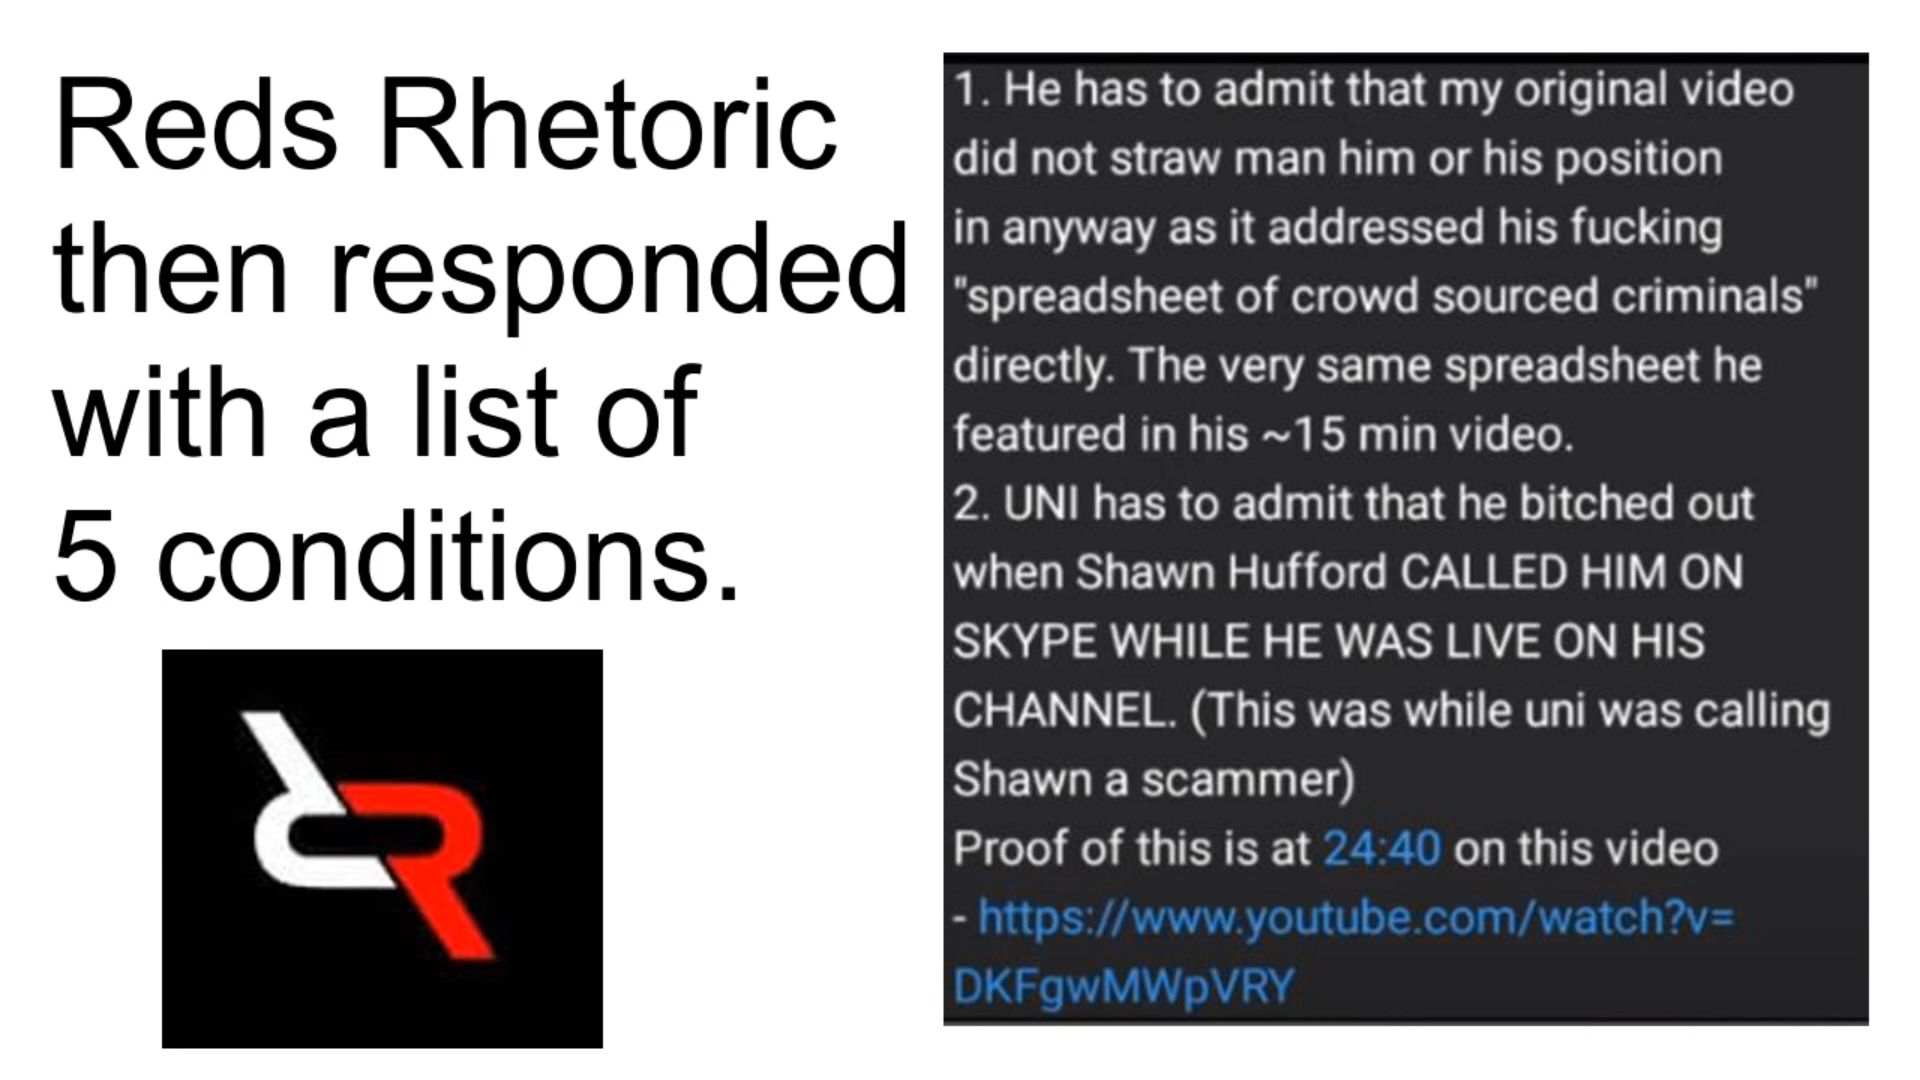 Reds Rhetoric
then responded
with a list of
5 conditions.
1. He has to admit that my original video
did not straw man him or his position
in anyway as it addressed his fucking
"spreadsheet of crowd sourced criminals"
directly. The very same spreadsheet he
featured in his ~15 min video.
2. UNI has to admit that he bitched out
when Shawn Hufford CALLED HIM ON
SKYPE WHILE HE WAS LIVE ON HIS
CHANNEL. (This was while uni was calling
Shawn a scammer)
Proof of this is at 24:40 on this video
- https://www.youtube.com/watch?v=
DKFgwMWpVRY